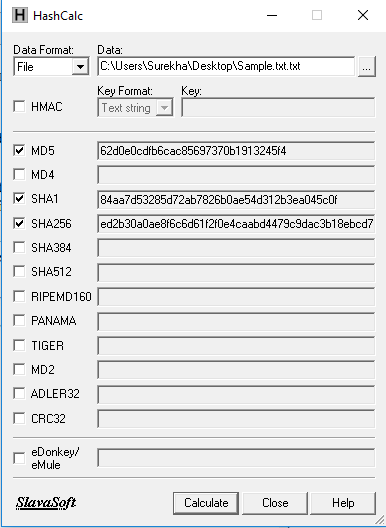 HashCalc
Data Format: Data:
File C:\Users\Surekha\Desktop\Sample.txt.txt ...
Key Format: Key:
HMAC Text string
MD5 62d0e0cdfb6cac85697370b1913245f4
MD4
SHA1 84aa7d53285d72ab7826b0ae54d312b3ea045c0f
SHA256 ed2b30a0ae8f6c6d61f2f0e4caabd4479c9dac3b18ebcd7
SHA384
SHA512
RIPEMD160
PANAMA
TIGER
MD2
ADLER32
CRC32
eDonkey/
eMule
SlavaSoft Calculate Close Help